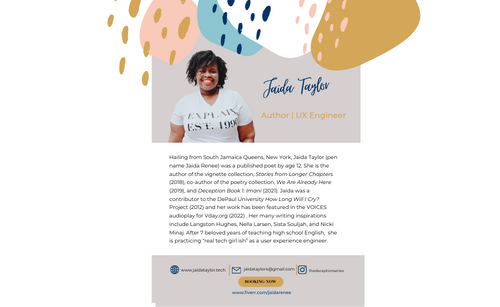 Jaida Taylor
Author | UX Engineer
EXPLAIN
EST. 199
Hailing from South Jamaica Queens, New York, Jaida Taylor (pen
name Jaida Renee) was a published poet by age 12. She is the
author of the vignette collection, Stories from Longer Chapters
(2018), co-author of the poetry collection, We Are Already Here
(2019), and Deception Book 1: Imani (2021). Jaida was a
contributor to the DePaul University How Long Will I Cry?
Project (2012) and her work has been featured in the VOICES
audioplay for Vday.org (2022) . Her many writing inspirations
include Langston Hughes, Nella Larsen, Sista Souljah, and Nicki
Minaj. After 7 beloved years of teaching high school English, she
is practicing "real tech girl ish" as a user experience engineer.
www.jaidataylor.tech
jaidataylors@gmail.com
BOOKING NOW
www.fiverr.com/jaidarenee